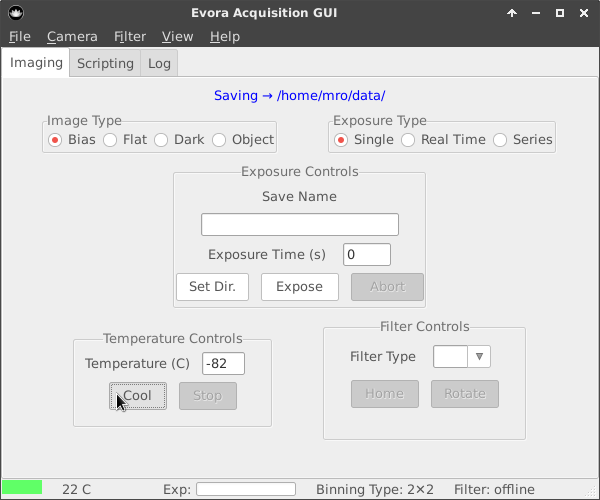 Evora Acquisition GUI
File Camera Filter View Help
Imaging Scripting Log
Saving → /home/mro/data/
Image Type
Bias Flat Dark Object
Exposure Type
Single Real Time Series
Exposure Controls
Save Name
Exposure Time (s) 0
Set Dir. Expose Abort
Temperature Controls
Temperature (C) -82
Cool Stop
Filter Controls
Filter Type
Home Rotate
22 C Exp: Binning Type: 2×2 Filter: offline